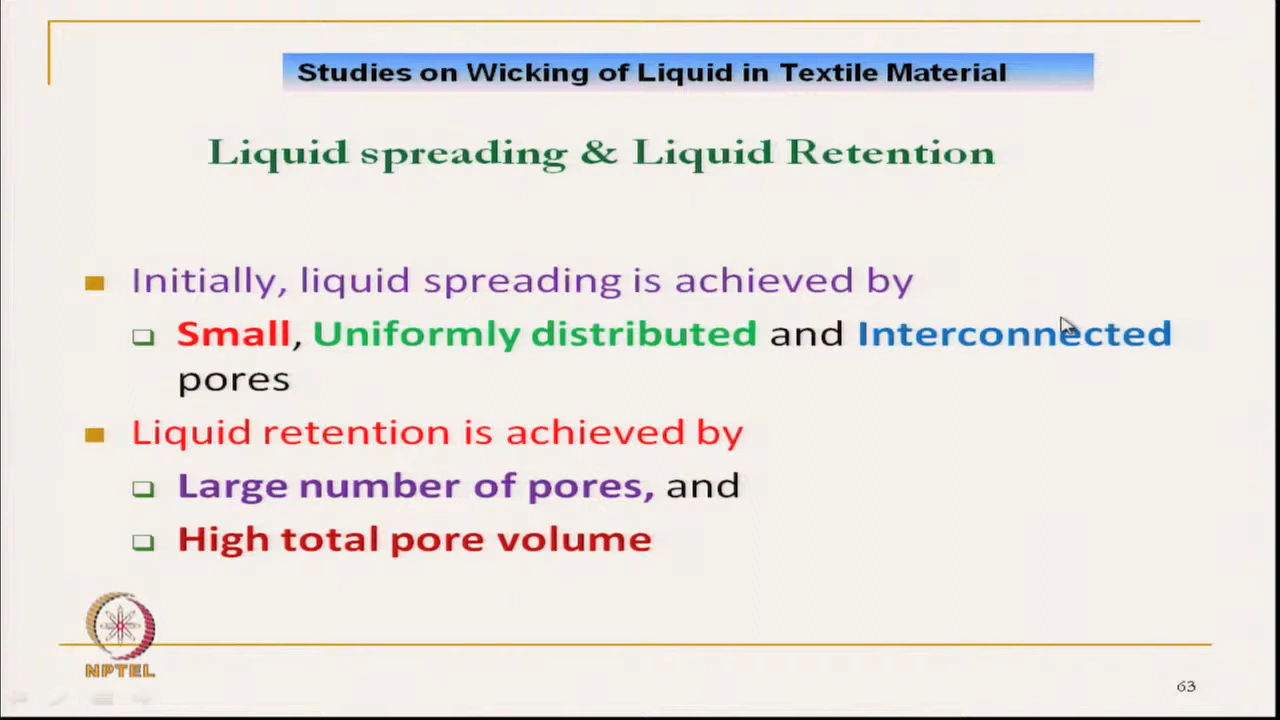 Studies on Wicking of Liquid in Textile Material
Liquid spreading & Liquid Retention
Initially, liquid spreading is achieved by
Small, Uniformly distributed and Interconnected
pores
Liquid retention is achieved by
Large number of pores, and
High total pore volume
NPTEL
63